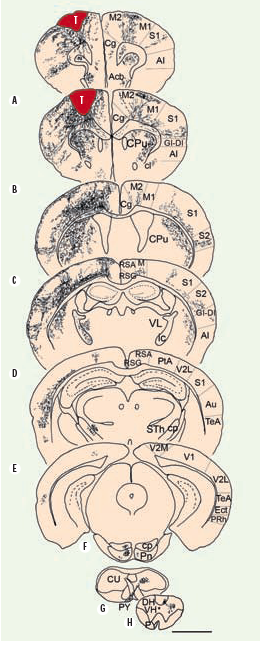 T M2 M1
S1
Cg
AI
Acb
A
T M2
M1
Cg S1
CPu GI-DI
AI
cl
B
M2
M1
Cg
S1
S2
CPu
C
RSA M
RSG
S1
S2
GI-DI
VL
ic
AI
D
RSA
RSG PtA
V2L
S1
Au
TeA
STh cp
E
V2M V1
V2L
TeA
Ect
PRh
F
cp
Pn
CU
G PY
DH
VH
H
PY